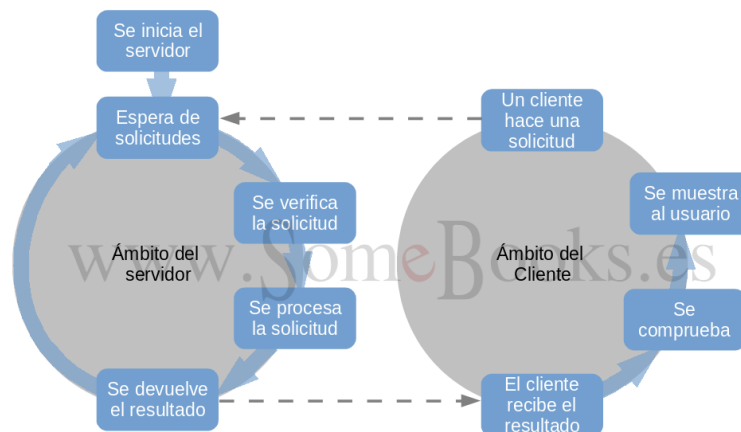 Se inicia el
servidor
Espera de
solicitudes
Un cliente
hace una
solicitud
Se verifica
la solicitud
Se muestra
al usuario
Ámbito del
servidor
Ámbito del
Cliente
www.SomeBooks.es
Se procesa
la solicitud
Se
comprueba
Se devuelve
el resultado
El cliente
recibe el
resultado